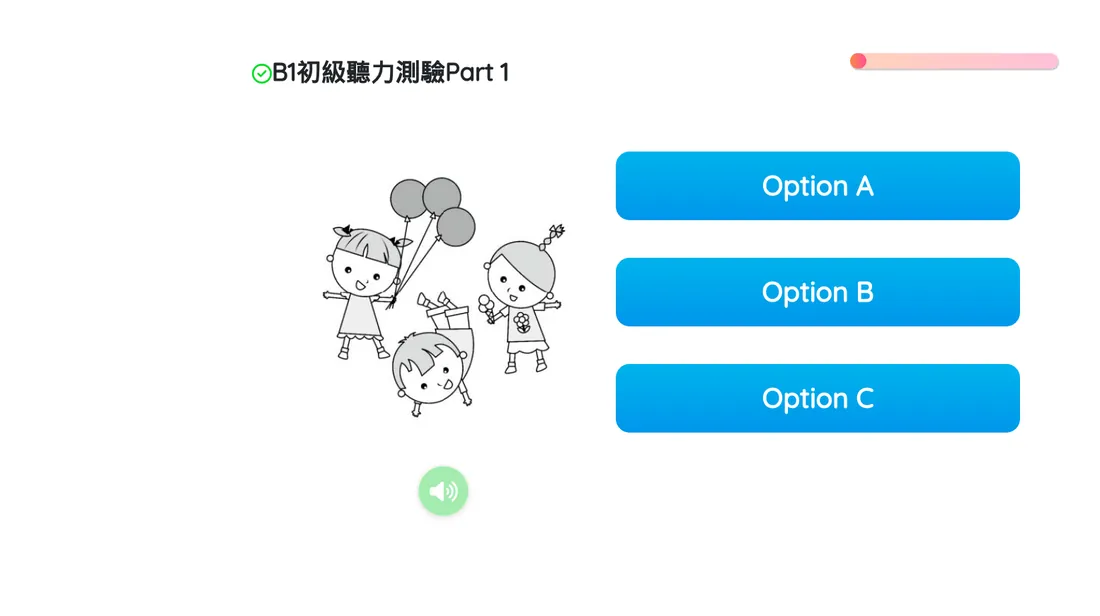 B1初級聽力測驗Part 1
Option A
Option B
Option C